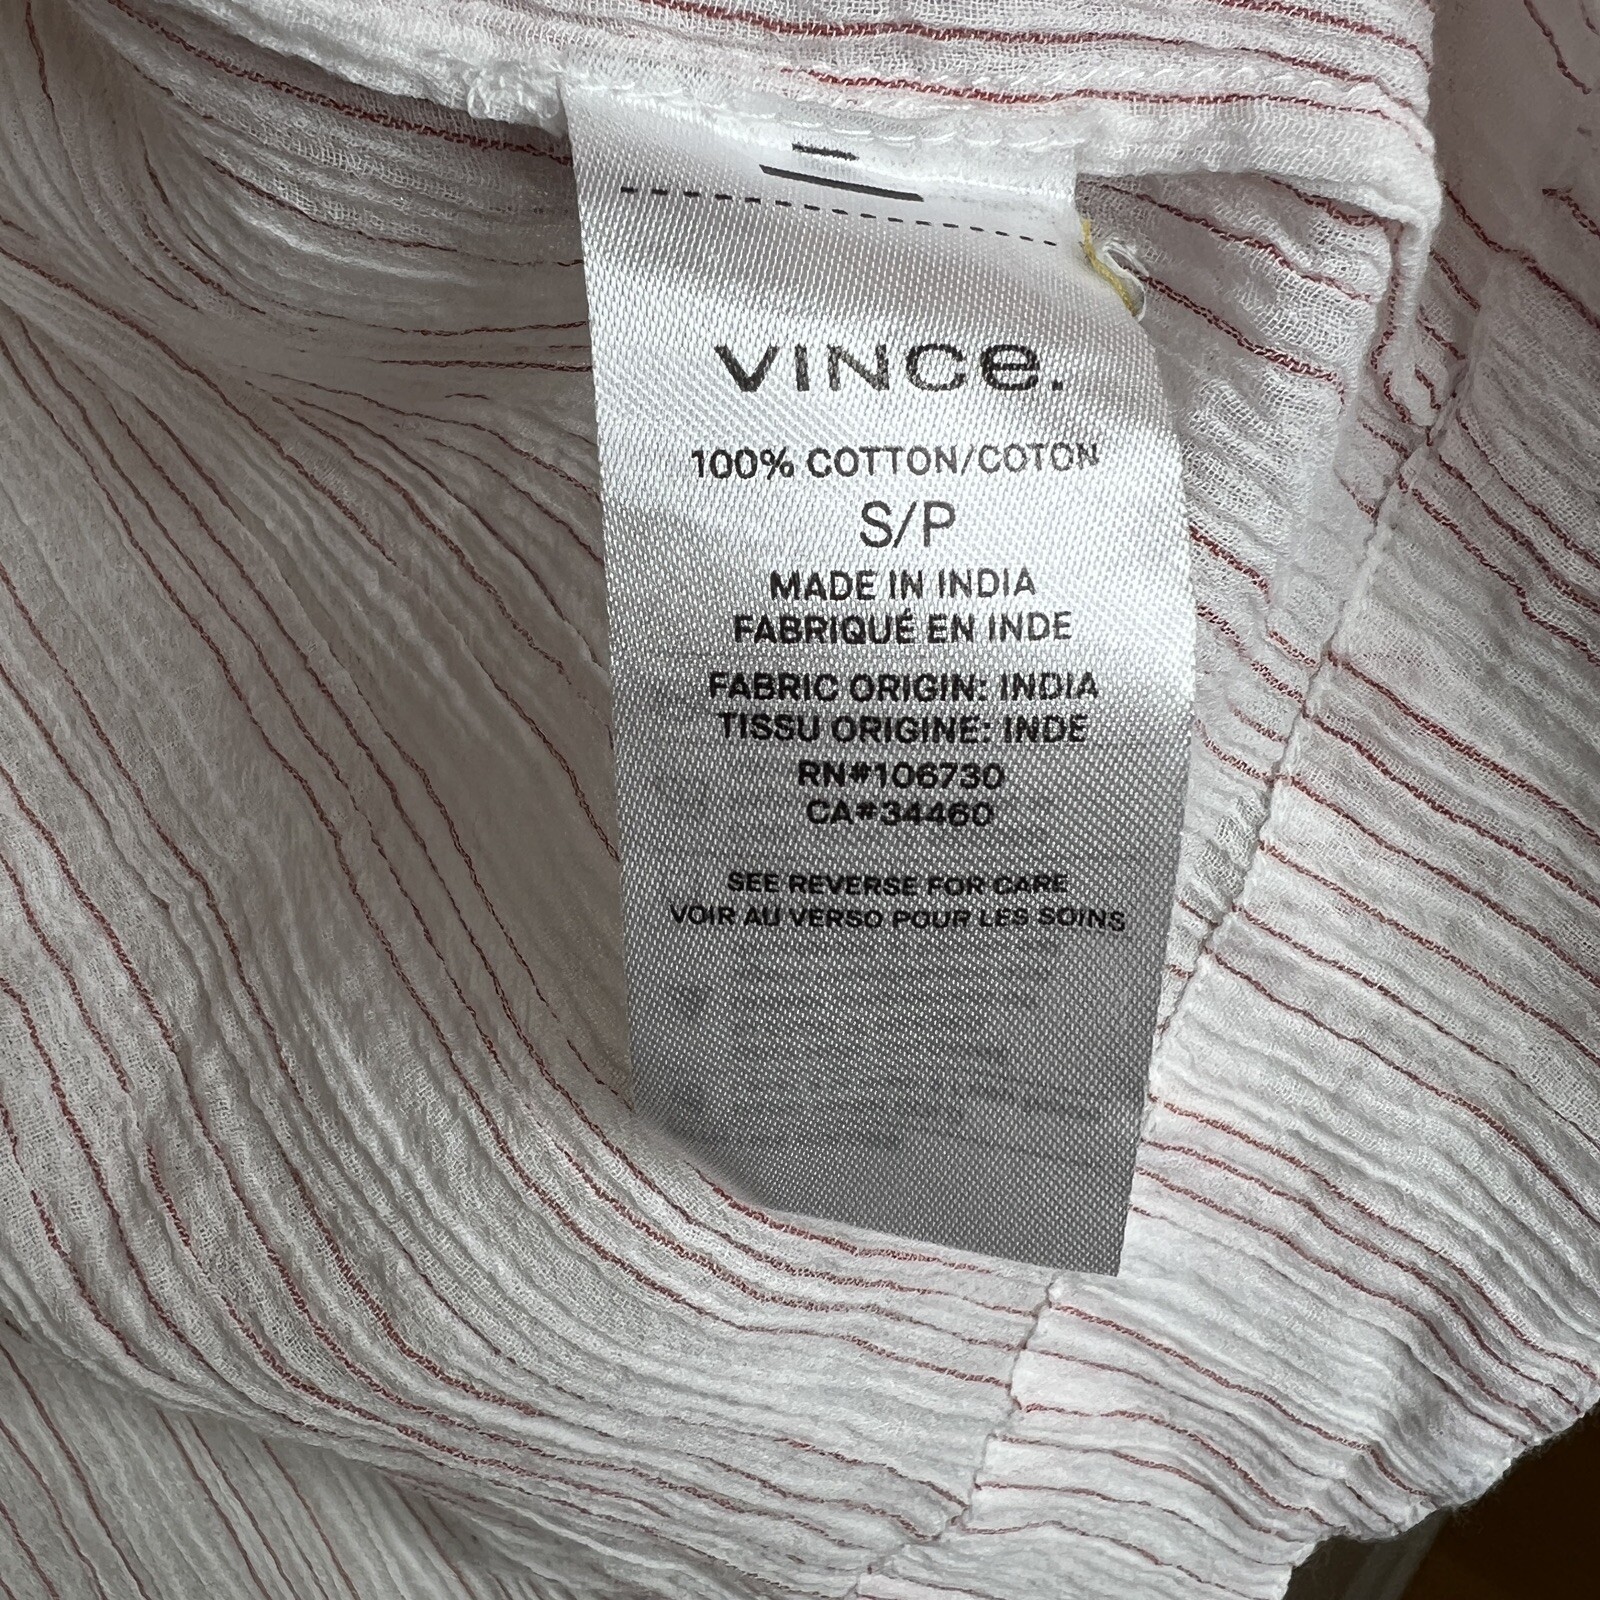 VINCe.
100% COTTON/COTON
S/P
MADE IN INDIA
FABRIQUÉ EN INDE
FABRIC ORIGIN: INDIA
TISSU ORIGINE: INDE
RN#106730
CA#34460
SEE REVERSE FOR CARE
VOIR AU VERSO POUR LES SOINS